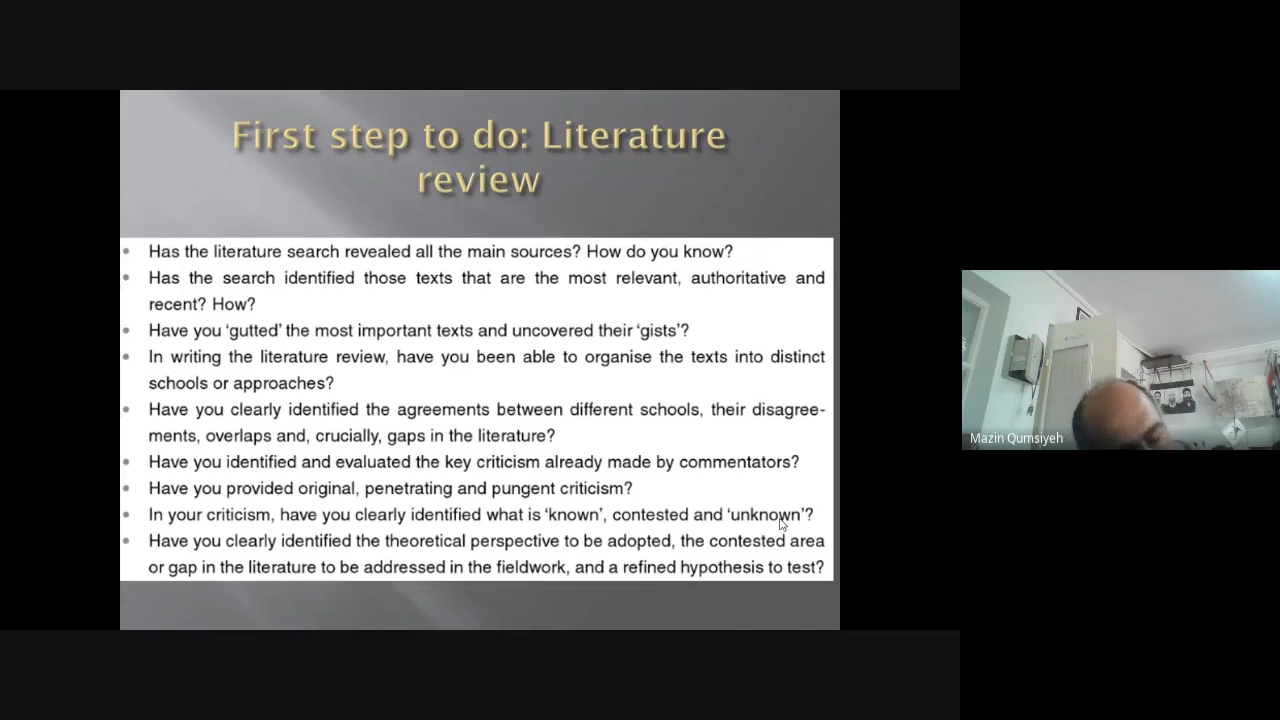 First step to do: Literature
review
• Has the literature search revealed all the main sources? How do you know?
• Has the search identified those texts that are the most relevant, authoritative and
recent? How?
• Have you ‘gutted’ the most important texts and uncovered their ‘gists’?
• In writing the literature review, have you been able to organise the texts into distinct
schools or approaches?
• Have you clearly identified the agreements between different schools, their disagree-
ments, overlaps and, crucially, gaps in the literature?
• Have you identified and evaluated the key criticism already made by commentators?
• Have you provided original, penetrating and pungent criticism?
• In your criticism, have you clearly identified what is ‘known’, contested and ‘unknown’?
• Have you clearly identified the theoretical perspective to be adopted, the contested area
or gap in the literature to be addressed in the fieldwork, and a refined hypothesis to test?
Mazin Qumsiyeh